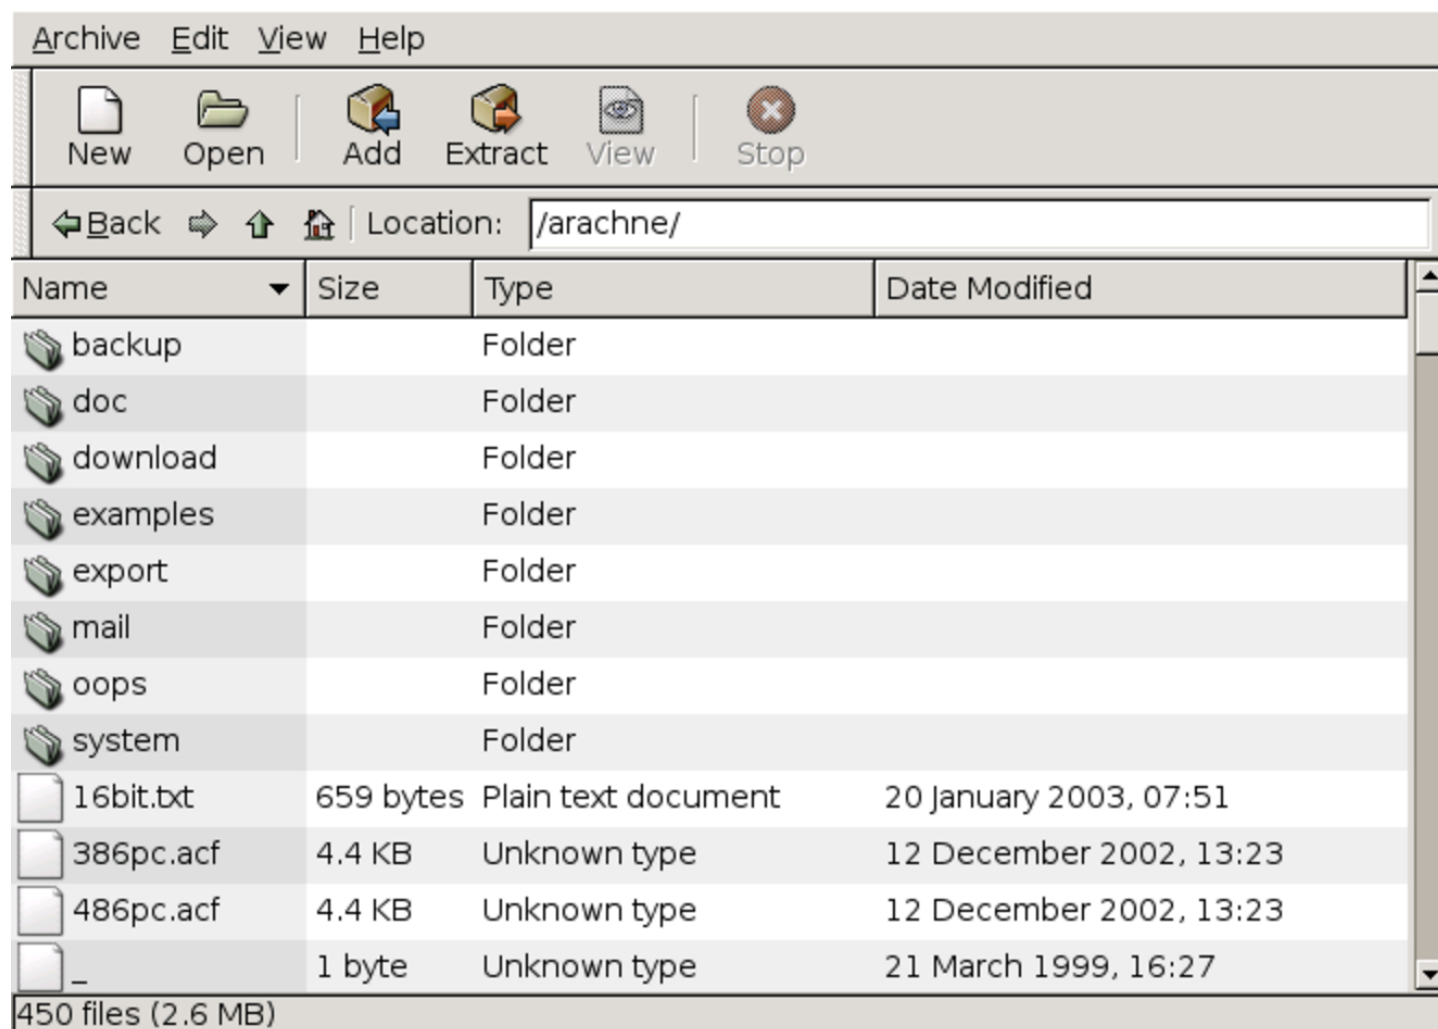 Archive Edit View Help
New Open Add Extract View Stop
Back Location: /arachne/
Name Size Type Date Modified
backup Folder
doc Folder
download Folder
examples Folder
export Folder
mail Folder
oops Folder
system Folder
16bit.txt 659 bytes Plain text document 20 January 2003, 07:51
386pc.acf 4.4 KB Unknown type 12 December 2002, 13:23
486pc.acf 4.4 KB Unknown type 12 December 2002, 13:23
_ 1 byte Unknown type 21 March 1999, 16:27
450 files (2.6 MB)